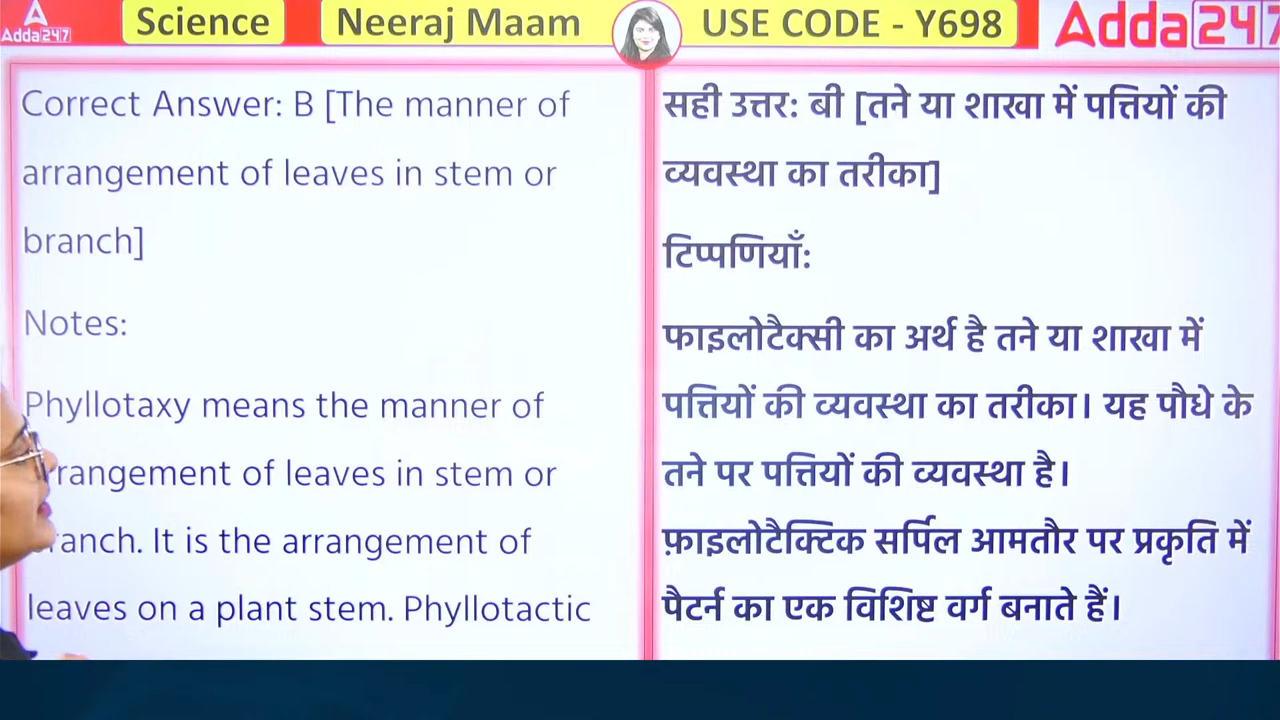 Adda247
Science
Neeraj Maam
USE CODE - Y698
Adda247
Correct Answer: B [The manner of
arrangement of leaves in stem or
branch]
Notes:
Phyllotaxy means the manner of
rrangement of leaves in stem or
ranch. It is the arrangement of
leaves on a plant stem. Phyllotactic
सही उत्तर: बी [तने या शाखा में पत्तियों की
व्यवस्था का तरीका]
टिप्पणियाँ:
फाइलोटैक्सी का अर्थ है तने या शाखा में
पत्तियों की व्यवस्था का तरीका। यह पौधे के
तने पर पत्तियों की व्यवस्था है।
फ़ाइलोटैक्टिक सर्पिल आमतौर पर प्रकृति में
पैटर्न का एक विशिष्ट वर्ग बनाते हैं।